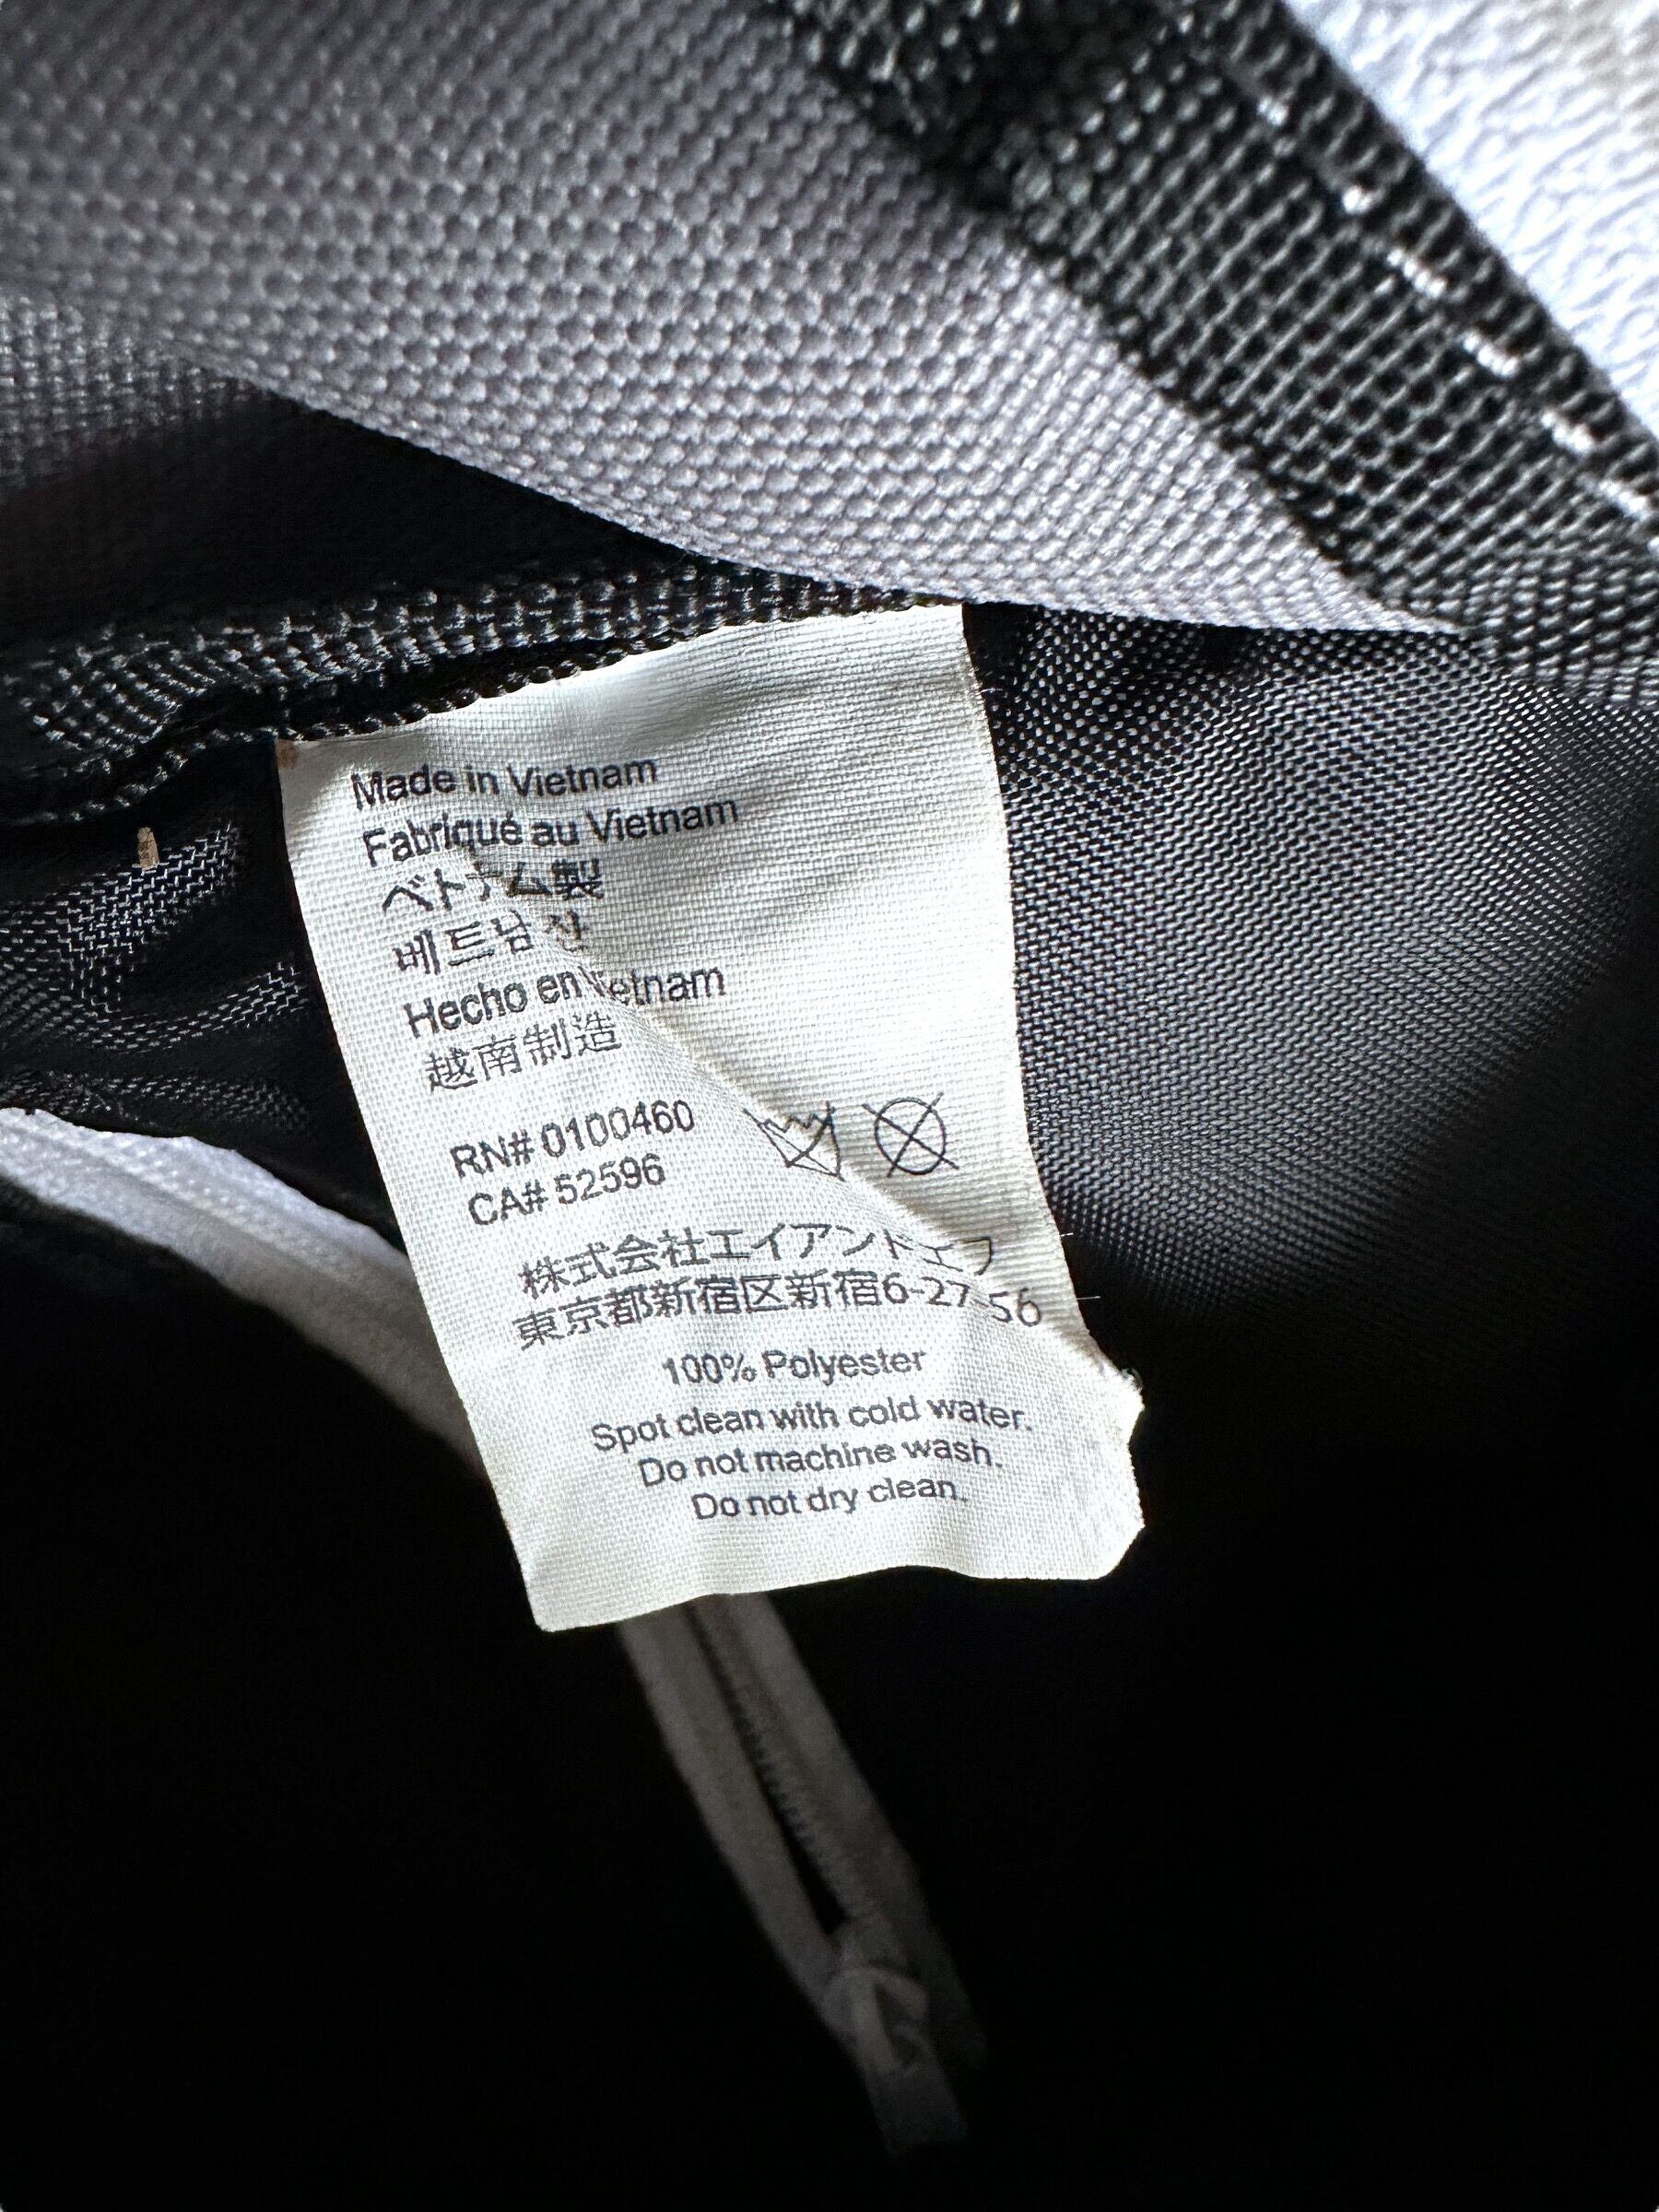 Made in Vietnam
Fabriqué au Vietnam
ベトナム製
베트남산
Hecho en Vietnam
越南制造
RN# 0100460
CA# 52596
株式会社エイアンドエフ
東京都新宿区新宿6-27-56
100% Polyester
Spot clean with cold water.
Do not machine wash.
Do not dry clean.